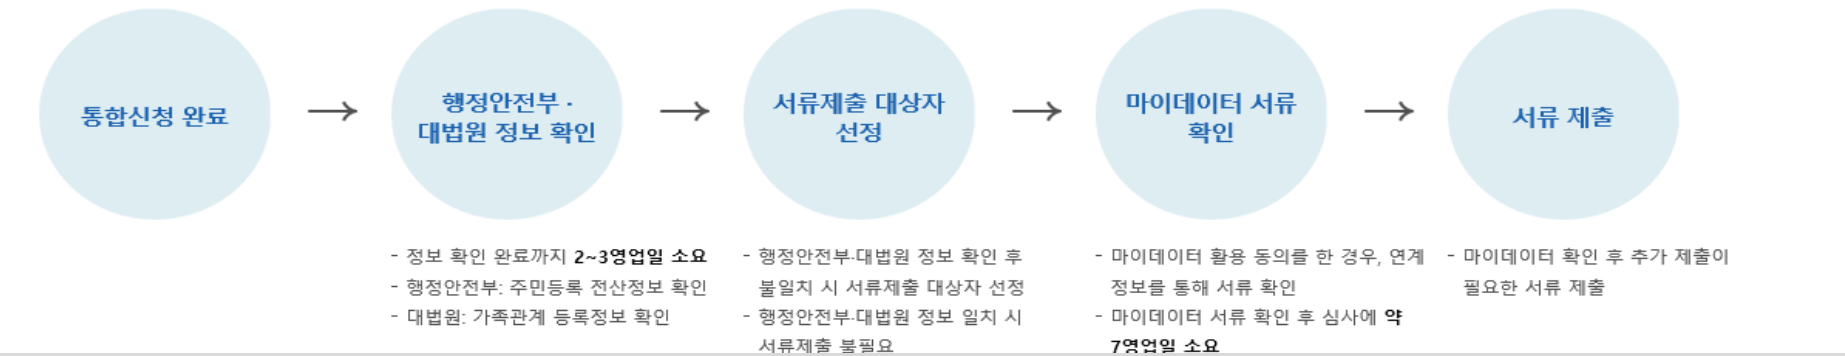 통합신청 완료
→
행정안전부 ·
대법원 정보 확인
- 정보 확인 완료까지 2~3영업일 소요
- 행정안전부: 주민등록 전산정보 확인
- 대법원: 가족관계 등록정보 확인
→
서류제출 대상자
선정
- 행정안전부·대법원 정보 확인 후
불일치 시 서류제출 대상자 선정
- 행정안전부·대법원 정보 일치 시
서류제출 불필요
→
마이데이터 서류
확인
- 마이데이터 활용 동의를 한 경우, 연계
정보를 통해 서류 확인
- 마이데이터 서류 확인 후 심사에 약
7영업일 소요
→
서류 제출
- 마이데이터 확인 후 추가 제출이
필요한 서류 제출